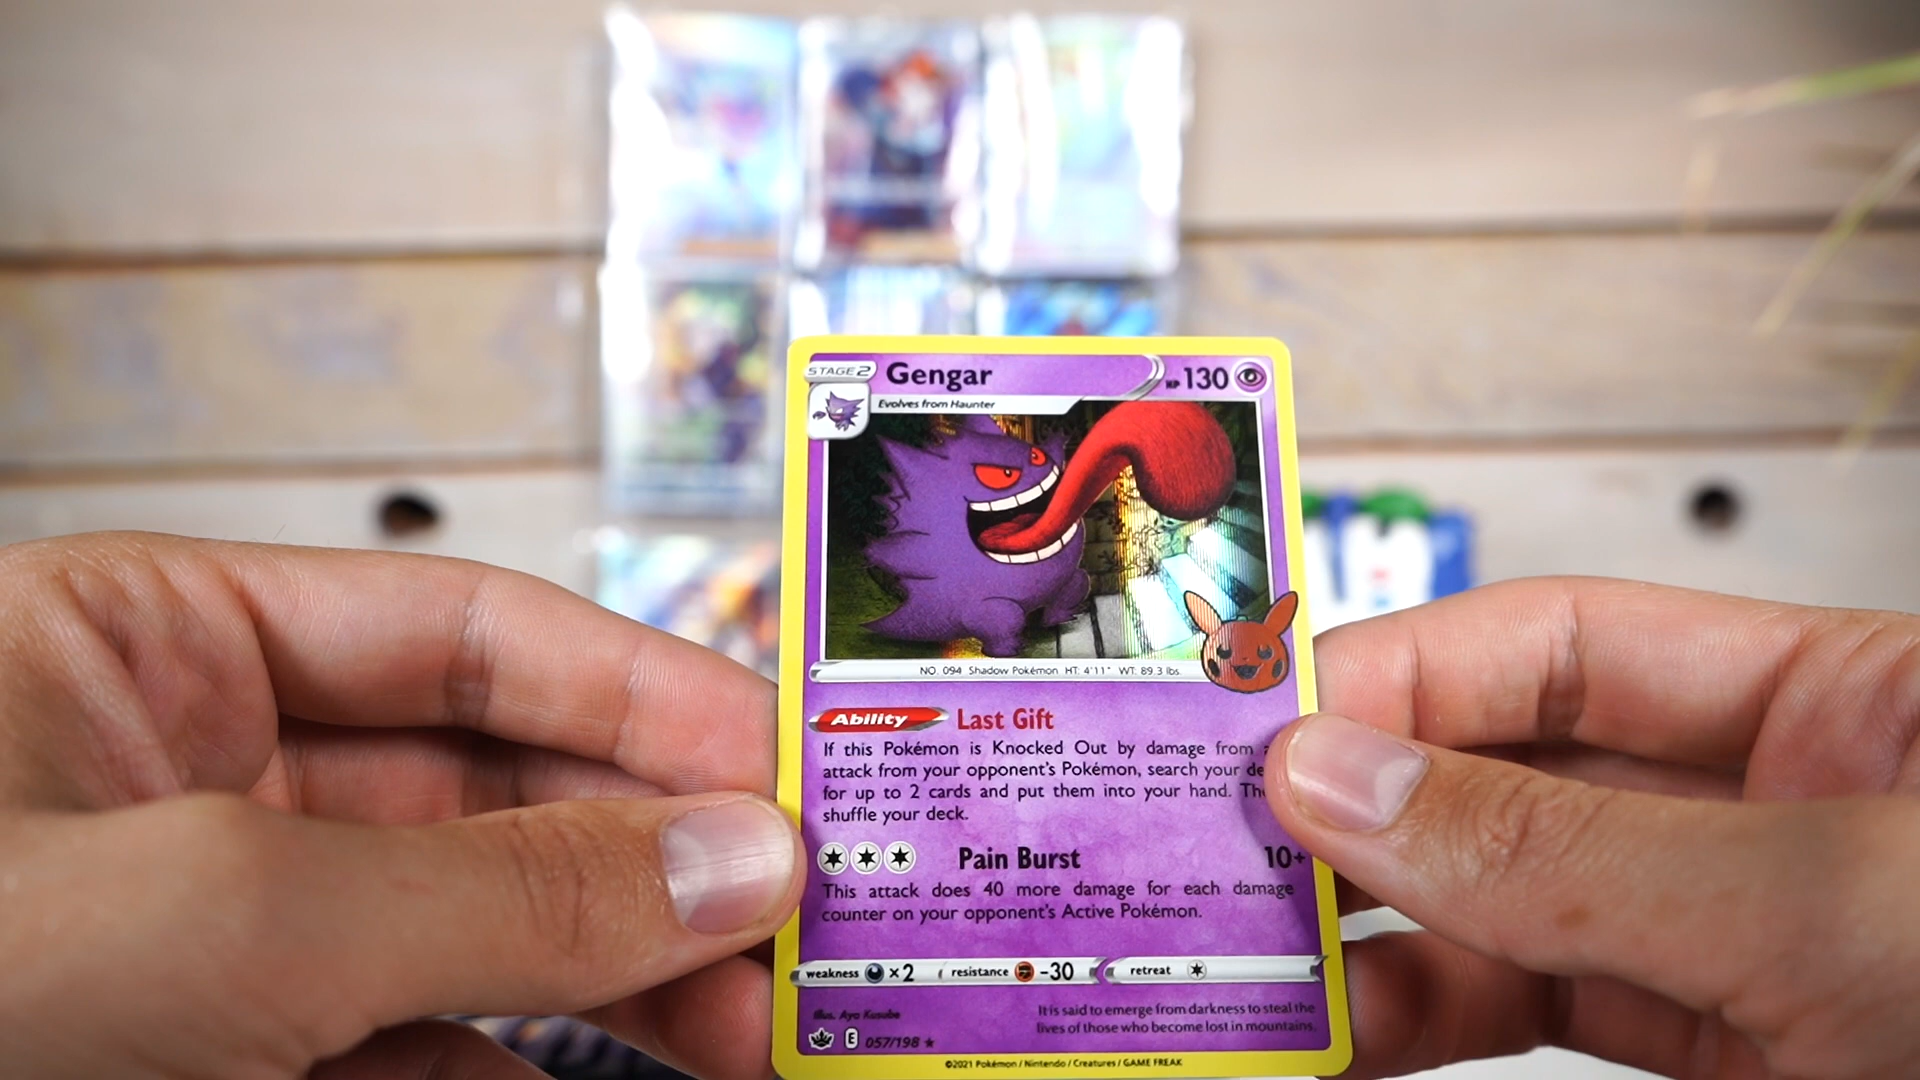 STAGE 2 Gengar HP 130
Evolves from Haunter
NO. 094 Shadow Pokémon HT: 4'11" WT: 89.3 lbs.
Ability Last Gift
If this Pokémon is Knocked Out by damage from
attack from your opponent's Pokémon, search your de
for up to 2 cards and put them into your hand. The
shuffle your deck.
Pain Burst 10+
This attack does 40 more damage for each damage
counter on your opponent's Active Pokémon.
weakness ×2 resistance -30 retreat
Illus. Aya Kusube
It is said to emerge from darkness to steal the
lives of those who become lost in mountains.
E 057/198 ★
©2021 Pokémon / Nintendo / Creatures / GAME FREAK